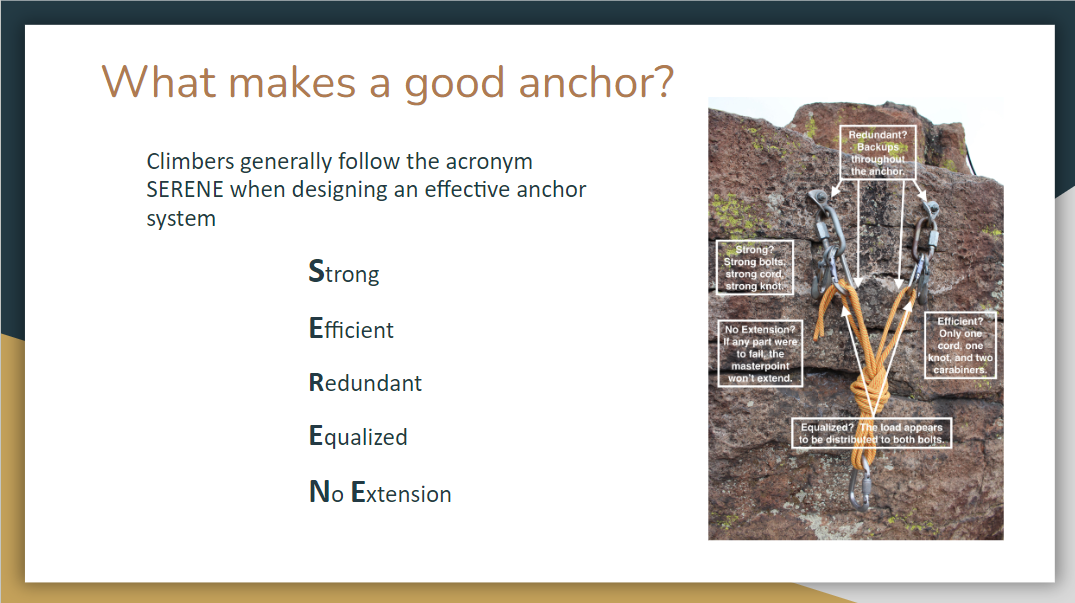 What makes a good anchor?
Climbers generally follow the acronym
SERENE when designing an effective anchor
system
Strong
Efficient
Redundant
Equalized
No Extension
Redundant?
Backups
throughout
the anchor.
Strong?
Strong bolts,
strong cord,
strong knot.
No Extension?
If any part were
to fail, the
masterpoint
won't extend.
Efficient?
Only one
cord, one
knot, and two
carabiners.
Equalized? The load appears
to be distributed to both bolts.